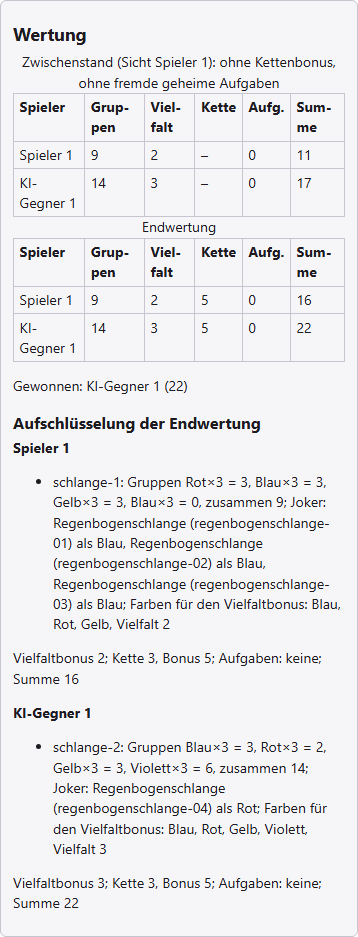 Wertung
Zwischenstand (Sicht Spieler 1): ohne Kettenbonus,
ohne fremde geheime Aufgaben
Spieler Grup- Viel- Kette Aufg. Sum-
pen falt me
Spieler 1 9 2 – 0 11
KI- 14 3 – 0 17
Gegner 1
Endwertung
Spieler Grup- Viel- Kette Aufg. Sum-
pen falt me
Spieler 1 9 2 5 0 16
KI- 14 3 5 0 22
Gegner 1
Gewonnen: KI-Gegner 1 (22)
Aufschlüsselung der Endwertung
Spieler 1
• schlange-1: Gruppen Rot×3 = 3, Blau×3 = 3,
Gelb×3 = 3, Blau×3 = 0, zusammen 9; Joker:
Regenbogenschlange (regenbogenschlange-
01) als Blau, Regenbogenschlange
(regenbogenschlange-02) als Blau,
Regenbogenschlange (regenbogenschlange-
03) als Blau; Farben für den Vielfaltbonus: Blau,
Rot, Gelb, Vielfalt 2
Vielfaltbonus 2; Kette 3, Bonus 5; Aufgaben: keine;
Summe 16
KI-Gegner 1
• schlange-2: Gruppen Blau×3 = 3, Rot×3 = 2,
Gelb×3 = 3, Violett×3 = 6, zusammen 14;
Joker: Regenbogenschlange
(regenbogenschlange-04) als Rot; Farben für
den Vielfaltbonus: Blau, Rot, Gelb, Violett,
Vielfalt 3
Vielfaltbonus 3; Kette 3, Bonus 5; Aufgaben: keine;
Summe 22